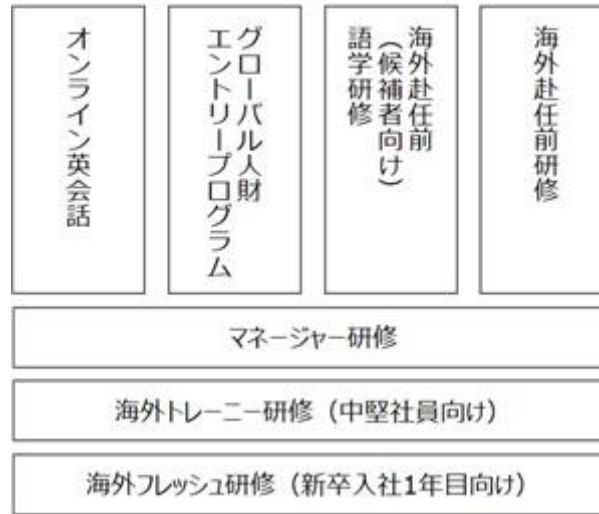 オンライン英会話
グローバル人財
エントリープログラム
海外赴任前
（候補者向け）
語学研修
海外赴任前研修
マネージャー研修
海外トレーニー研修（中堅社員向け）
海外フレッシュ研修（新卒入社1年目向け）